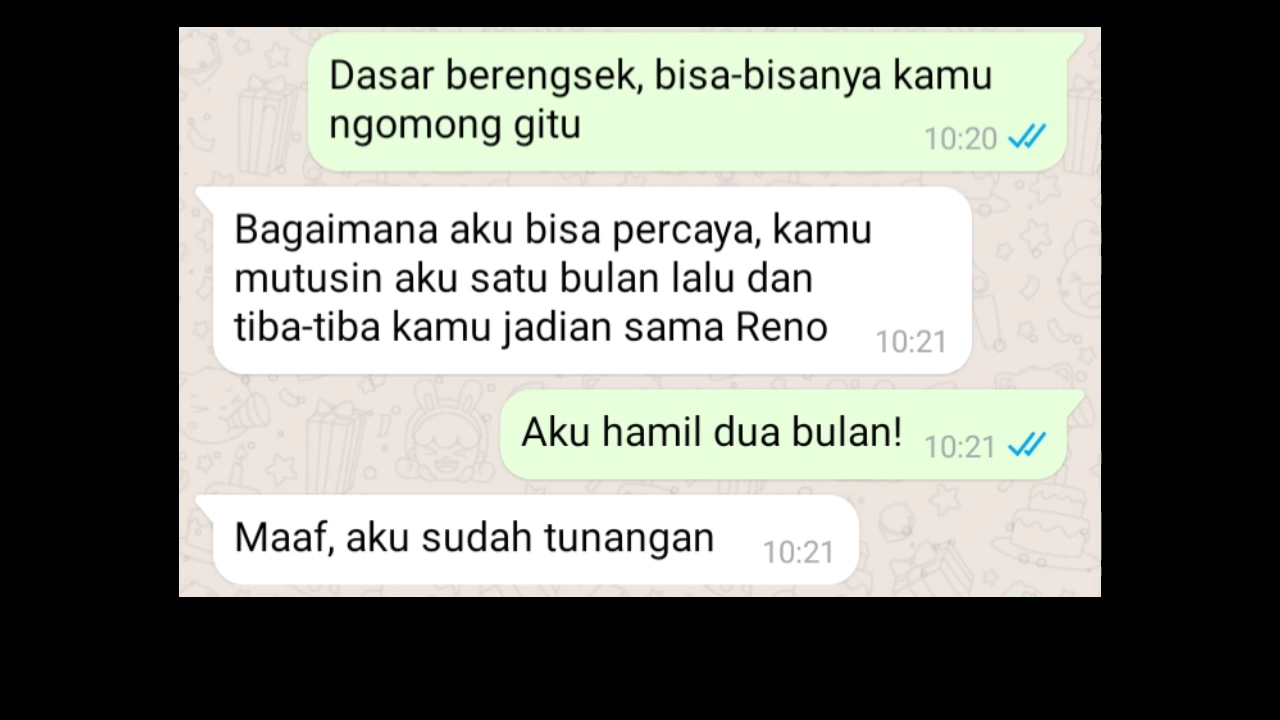 Dasar berengsek, bisa-bisanya kamu
ngomong gitu
10:20
Bagaimana aku bisa percaya, kamu
mutusin aku satu bulan lalu dan
tiba-tiba kamu jadian sama Reno
10:21
Aku hamil dua bulan!
10:21
Maaf, aku sudah tunangan
10:21